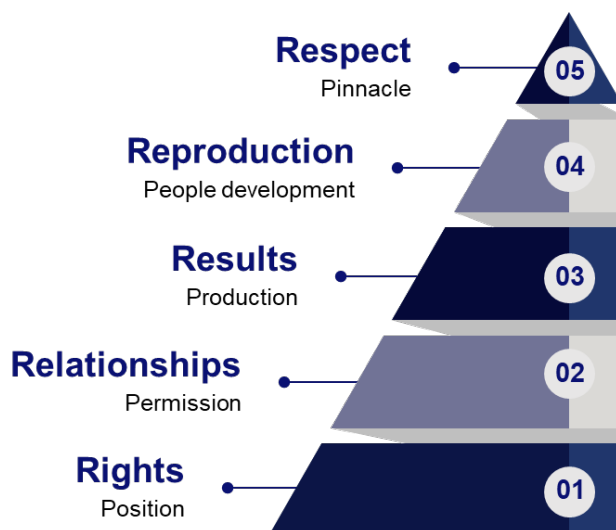 Respect
Pinnacle
05
Reproduction
People development
04
Results
Production
03
Relationships
Permission
02
Rights
Position
01